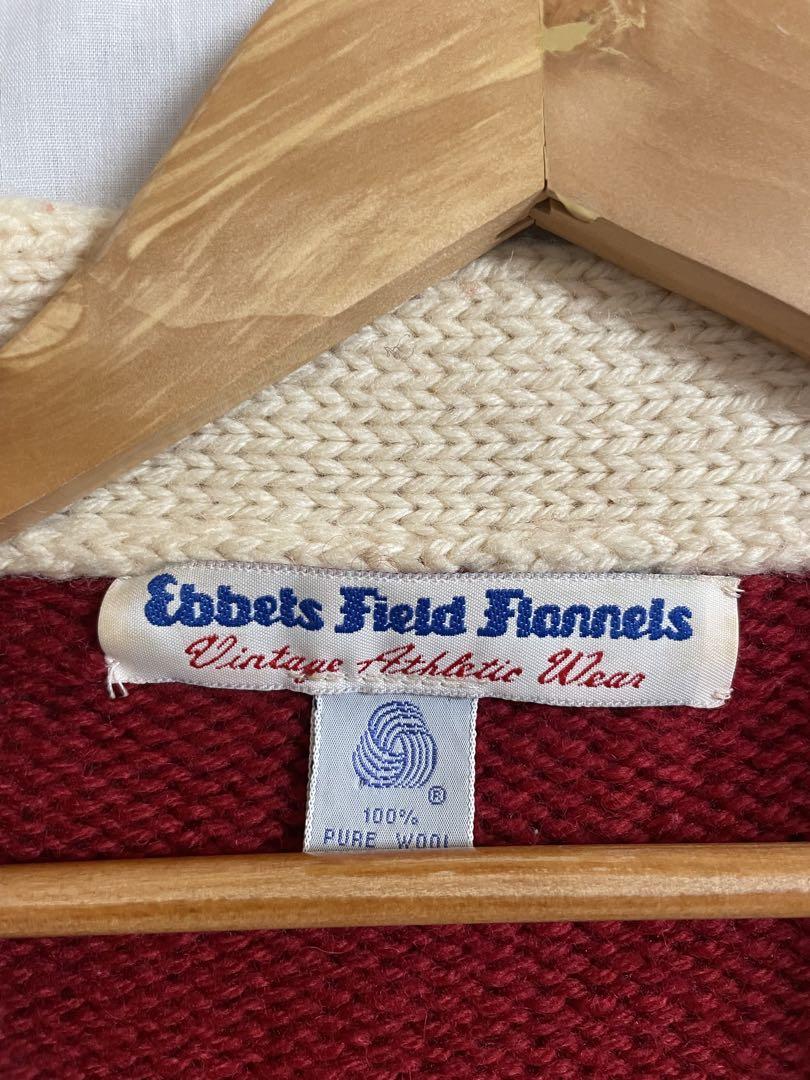 Ebbets Field Flannels
Vintage Athletic Wear
®
100%
PURE WOOL